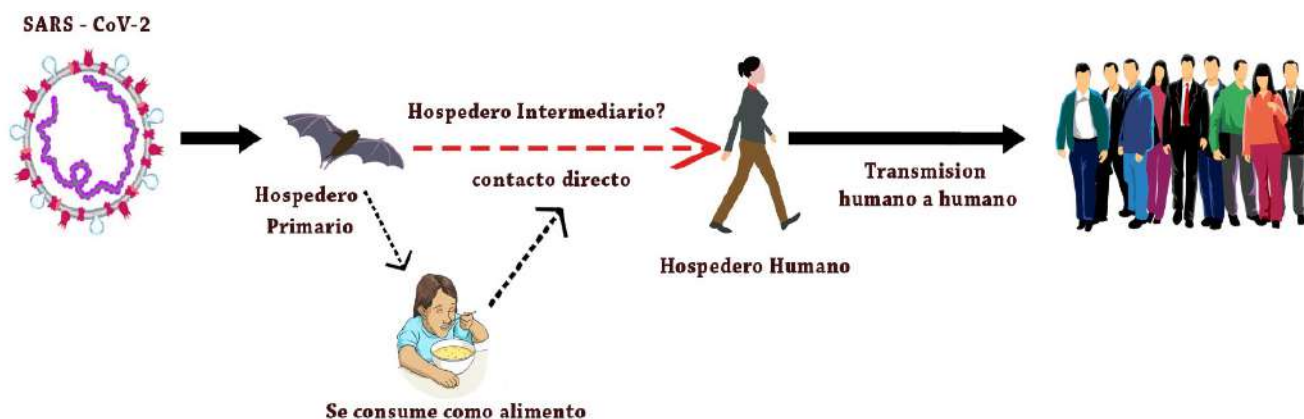 SARS - CoV-2
Hospedero Intermediario?
contacto directo
Hospedero
Primario
Transmision
humano a humano
Hospedero Humano
Se consume como alimento